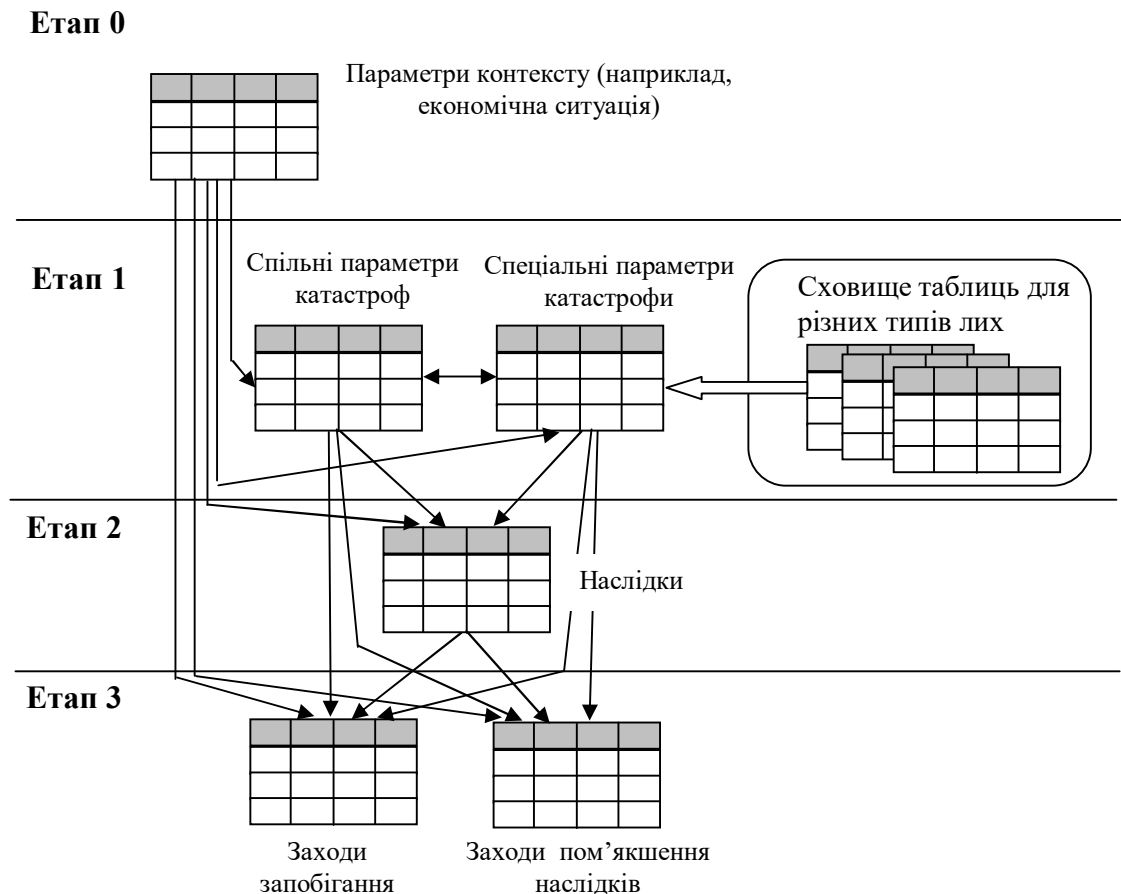 Етап 0
Параметри контексту (наприклад,
економічна ситуація)
Етап 1
Спільні параметри
катастроф
Спеціальні параметри
катастрофи
Сховище таблиць для
різних типів лих
Етап 2
Наслідки
Етап 3
Заходи
запобігання
Заходи пом’якшення
наслідків